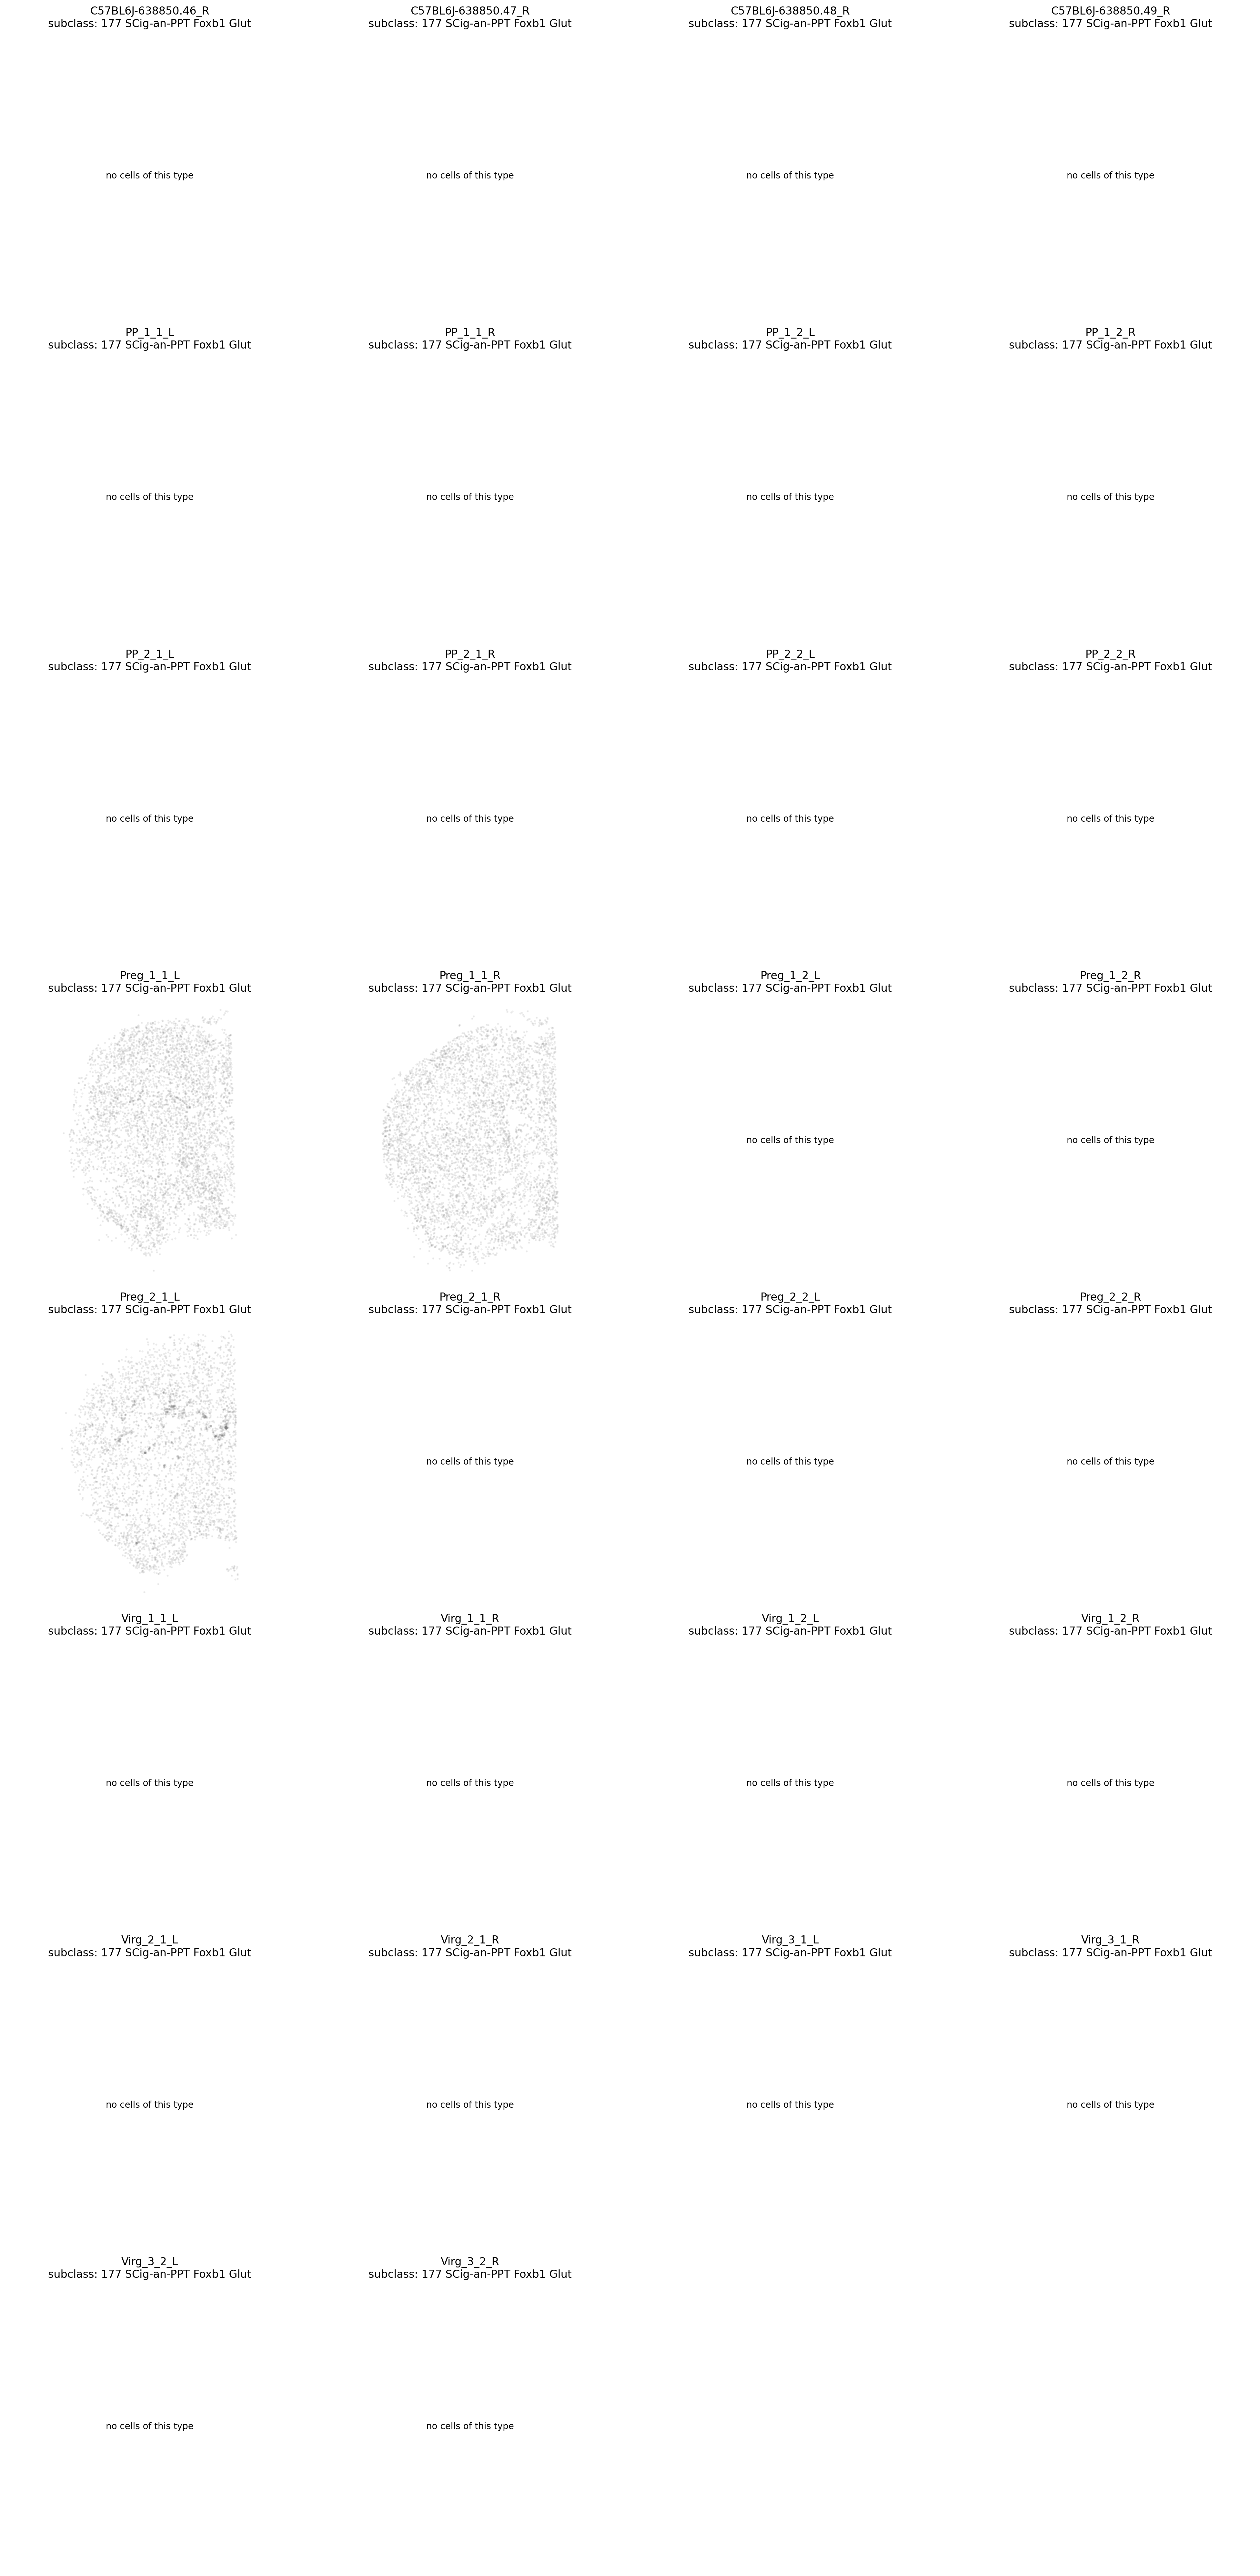 C57BL6J-638850.46_R
subclass: 177 SCig-an-PPT Foxb1 Glut
C57BL6J-638850.47_R
subclass: 177 SCig-an-PPT Foxb1 Glut
C57BL6J-638850.48_R
subclass: 177 SCig-an-PPT Foxb1 Glut
C57BL6J-638850.49_R
subclass: 177 SCig-an-PPT Foxb1 Glut
no cells of this type
no cells of this type
no cells of this type
no cells of this type
PP_1_1_L
subclass: 177 SCig-an-PPT Foxb1 Glut
PP_1_1_R
subclass: 177 SCig-an-PPT Foxb1 Glut
PP_1_2_L
subclass: 177 SCig-an-PPT Foxb1 Glut
PP_1_2_R
subclass: 177 SCig-an-PPT Foxb1 Glut
no cells of this type
no cells of this type
no cells of this type
no cells of this type
PP_2_1_L
subclass: 177 SCig-an-PPT Foxb1 Glut
PP_2_1_R
subclass: 177 SCig-an-PPT Foxb1 Glut
PP_2_2_L
subclass: 177 SCig-an-PPT Foxb1 Glut
PP_2_2_R
subclass: 177 SCig-an-PPT Foxb1 Glut
no cells of this type
no cells of this type
no cells of this type
no cells of this type
Preg_1_1_L
subclass: 177 SCig-an-PPT Foxb1 Glut
Preg_1_1_R
subclass: 177 SCig-an-PPT Foxb1 Glut
Preg_1_2_L
subclass: 177 SCig-an-PPT Foxb1 Glut
Preg_1_2_R
subclass: 177 SCig-an-PPT Foxb1 Glut
no cells of this type
no cells of this type
Preg_2_1_L
subclass: 177 SCig-an-PPT Foxb1 Glut
Preg_2_1_R
subclass: 177 SCig-an-PPT Foxb1 Glut
Preg_2_2_L
subclass: 177 SCig-an-PPT Foxb1 Glut
Preg_2_2_R
subclass: 177 SCig-an-PPT Foxb1 Glut
no cells of this type
no cells of this type
no cells of this type
Virg_1_1_L
subclass: 177 SCig-an-PPT Foxb1 Glut
Virg_1_1_R
subclass: 177 SCig-an-PPT Foxb1 Glut
Virg_1_2_L
subclass: 177 SCig-an-PPT Foxb1 Glut
Virg_1_2_R
subclass: 177 SCig-an-PPT Foxb1 Glut
no cells of this type
no cells of this type
no cells of this type
no cells of this type
Virg_2_1_L
subclass: 177 SCig-an-PPT Foxb1 Glut
Virg_2_1_R
subclass: 177 SCig-an-PPT Foxb1 Glut
Virg_3_1_L
subclass: 177 SCig-an-PPT Foxb1 Glut
Virg_3_1_R
subclass: 177 SCig-an-PPT Foxb1 Glut
no cells of this type
no cells of this type
no cells of this type
no cells of this type
Virg_3_2_L
subclass: 177 SCig-an-PPT Foxb1 Glut
Virg_3_2_R
subclass: 177 SCig-an-PPT Foxb1 Glut
no cells of this type
no cells of this type